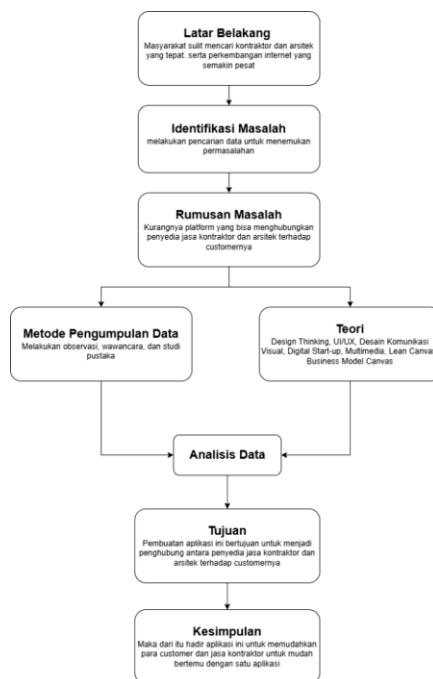 Latar Belakang
Masyarakat sulit mencari kontraktor dan arsitek
yang tepat. serta perkembangan internet yang
semakin pesat
Identifikasi Masalah
melakukan pencarian data untuk menemukan
permasalahan
Rumusan Masalah
Kurangnya platform yang bisa menghubungkan
penyedia jasa kontraktor dan arsitek terhadap
customernya
Metode Pengumpulan Data
Melakukan observasi, wawancara, dan studi
pustaka
Teori
Design Thinking, UI/UX, Desain Komunikasi
Visual, Digital Start-up, Multimedia, Lean Canvas
Business Model Canvas
Analisis Data
Tujuan
Pembuatan aplikasi ini bertujuan untuk menjadi
penghubung antara penyedia jasa kontraktor dan
arsitek terhadap customernya
Kesimpulan
Maka dari itu hadir aplikasi ini untuk memudahkan
para customer dan jasa kontraktor untuk mudah
bertemu dengan satu aplikasi